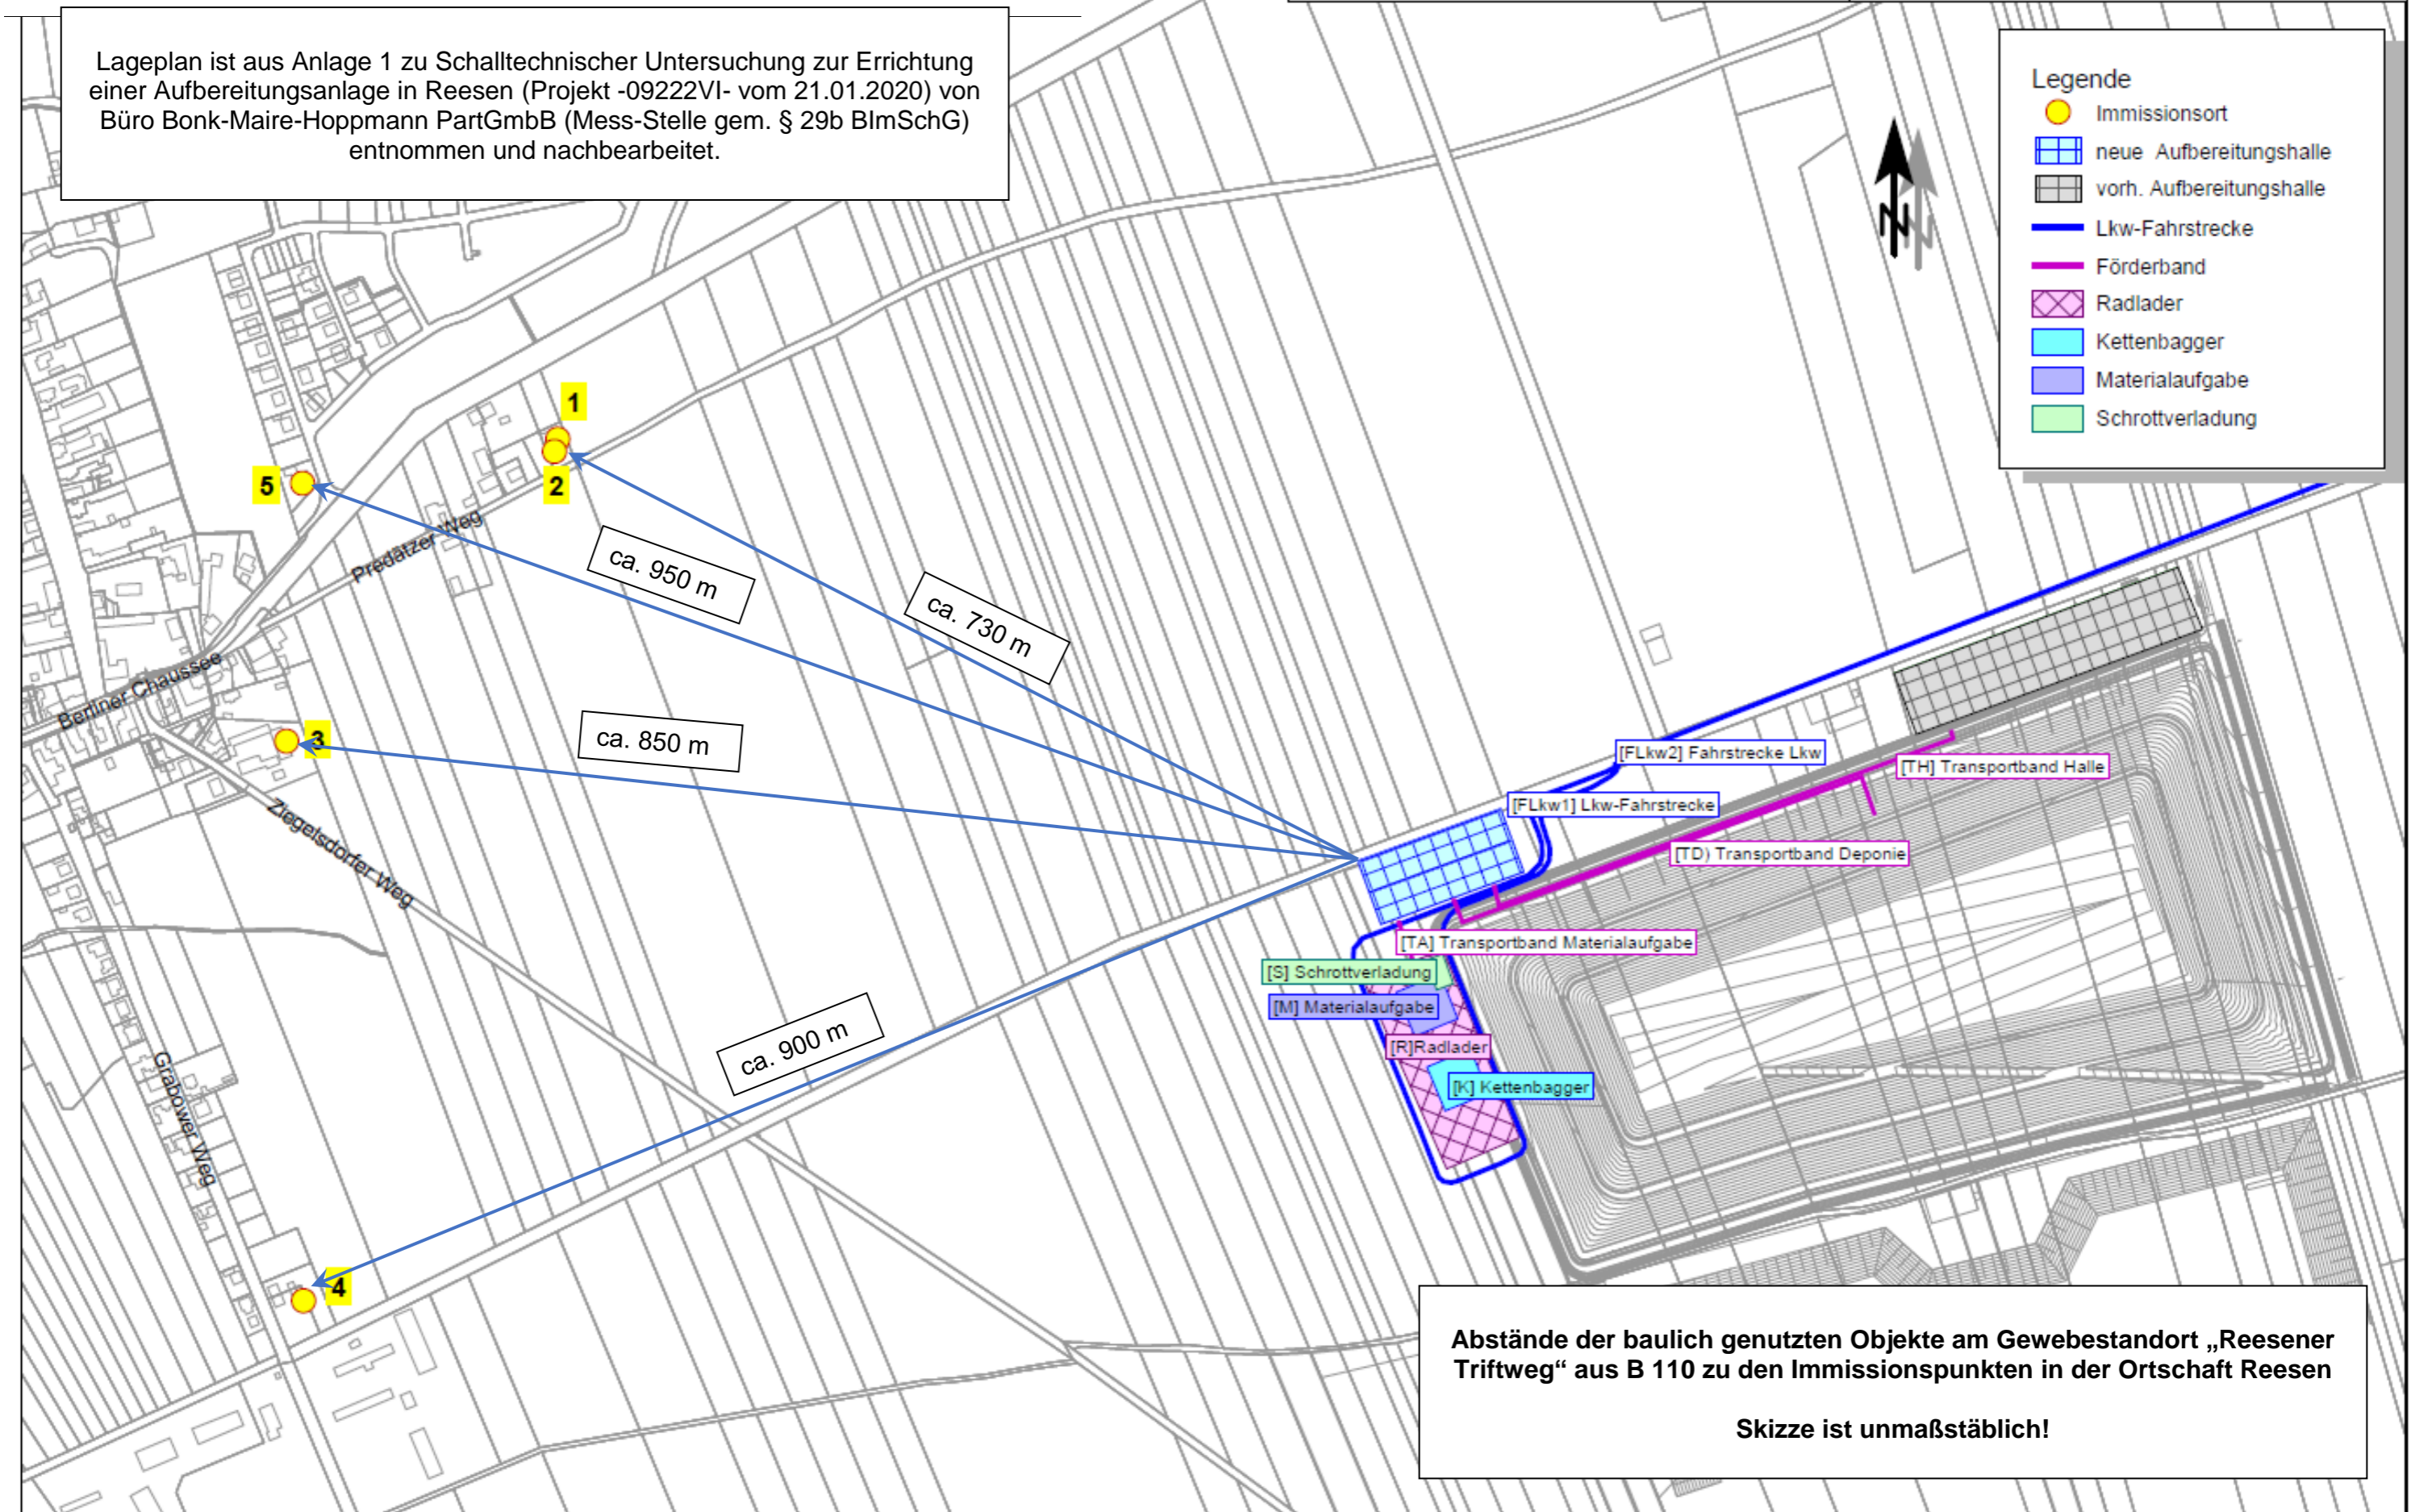 Lageplan ist aus Anlage 1 zu Schalltechnischer Untersuchung zur Errichtung
einer Aufbereitungsanlage in Reesen (Projekt -09222VI- vom 21.01.2020) von
Büro Bonk-Maire-Hoppmann PartGmbB (Mess-Stelle gem. § 29b BImSchG)
entnommen und nachbearbeitet.
Legende
Immissionsort
neue Aufbereitungshalle
vorh. Aufbereitungshalle
Lkw-Fahrstrecke
Förderband
Radlader
Kettenbagger
Materialaufgabe
Schrottverladung
N
1
2
5
Predätzer Weg
ca. 950 m
ca. 730 m
Berliner Chaussee
3
ca. 850 m
Ziegelsdorfer Weg
[FLkw2] Fahrstrecke Lkw
[TH] Transportband Halle
[FLkw1] Lkw-Fahrstrecke
[TD) Transportband Deponie
[TA] Transportband Materialaufgabe
[S] Schrottverladung
[M] Materialaufgabe
[R]Radlader
[K] Kettenbagger
ca. 900 m
Grabower Weg
4
Abstände der baulich genutzten Objekte am Gewebestandort „Reesener
Triftweg“ aus B 110 zu den Immissionspunkten in der Ortschaft Reesen
Skizze ist unmaßstäblich!